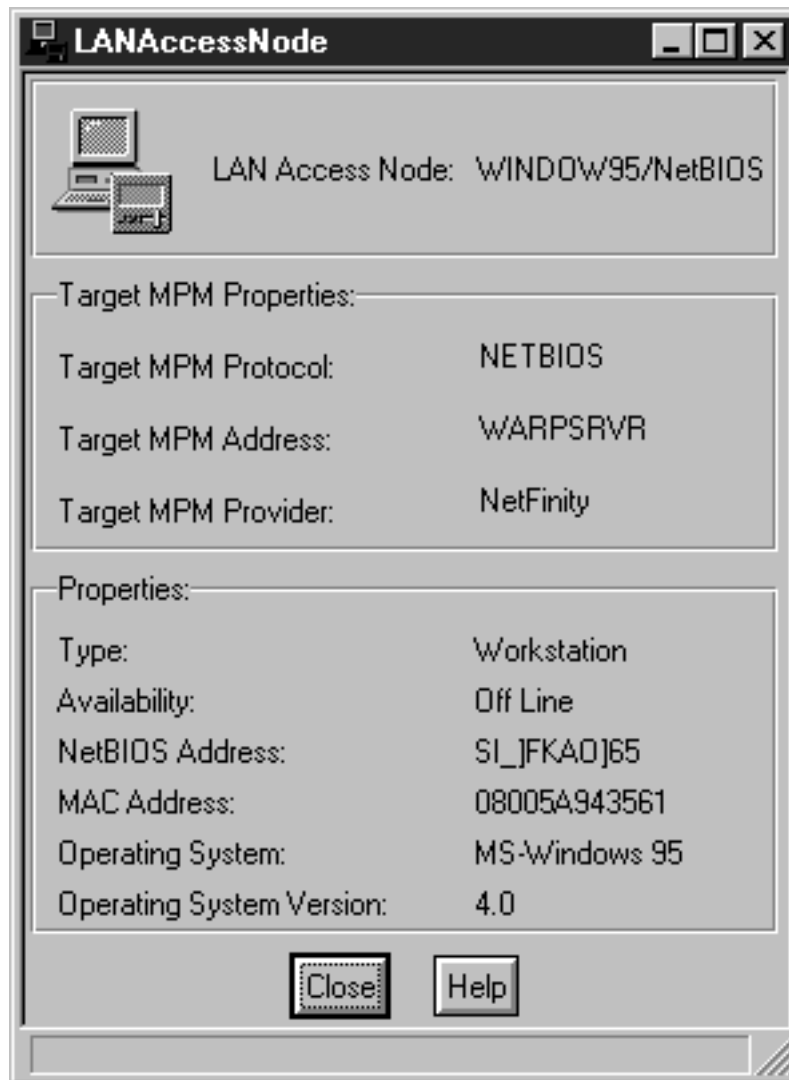 LANAccessNode
LAN Access Node: WINDOW95/NetBIOS
Target MPM Properties:
Target MPM Protocol: NETBIOS
Target MPM Address: WARPSRVR
Target MPM Provider: NetFinity
Properties:
Type: Workstation
Availability: Off Line
NetBIOS Address: SI_]FKAO]65
MAC Address: 08005A943561
Operating System: MS-Windows 95
Operating System Version: 4.0
Close Help